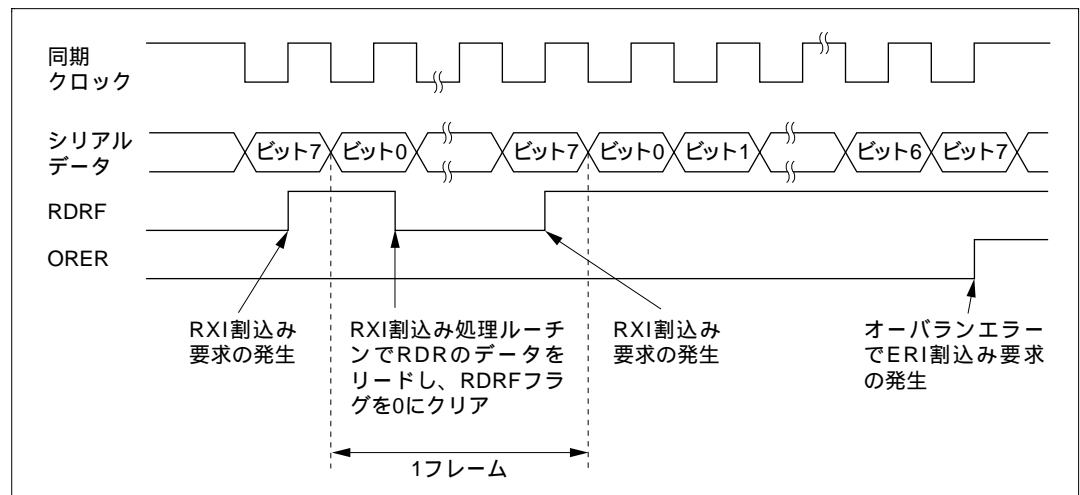 同期
クロック
シリアル
データ
ビット7
ビット0
ビット7
ビット0
ビット1
ビット6
ビット7
RDRF
ORER
RXI割込み
要求の発生
RXI割込み処理ルーチ
ンでRDRのデータを
リードし、RDRFフラ
グを0にクリア
RXI割込み
要求の発生
オーバランエラー
でERI割込み要求
の発生
1フレーム